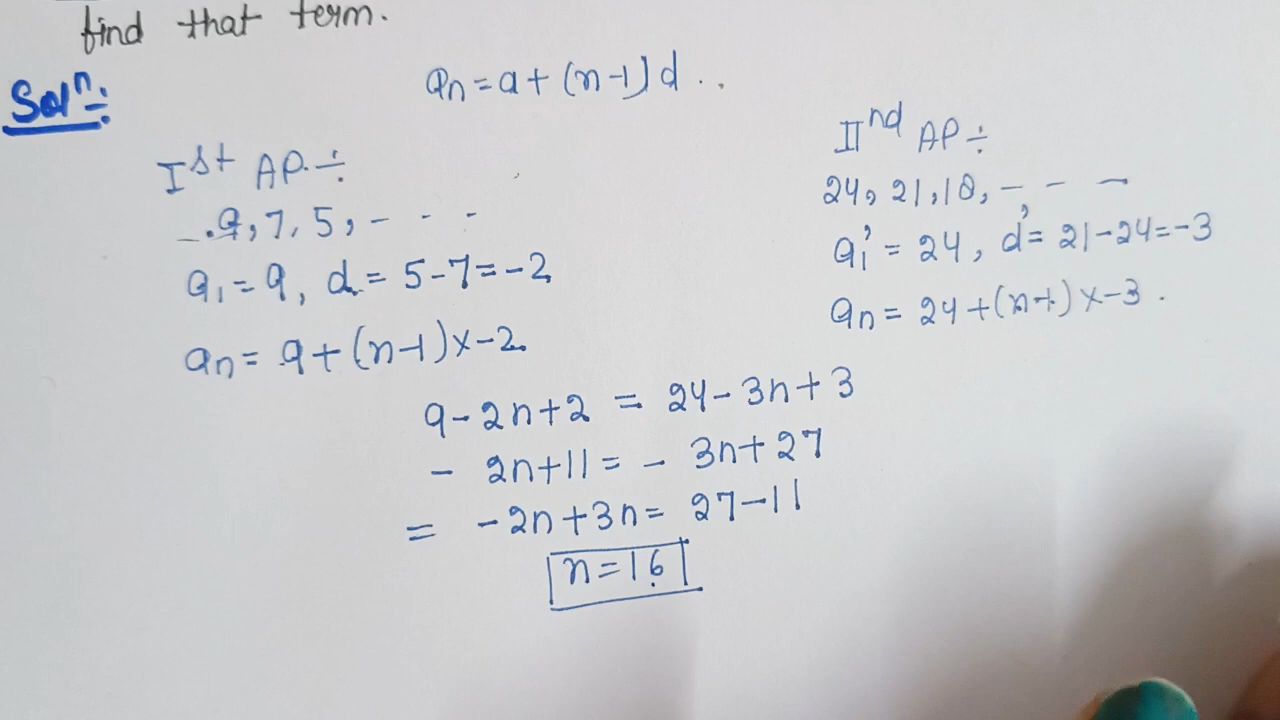 find that term.
Solⁿ:-
an = a + (n-1) d ..
Iˢᵗ AP.÷
9, 7, 5, - - -
a₁ = 9, d = 5-7 = -2
an = 9 + (n-1) x -2
IIⁿᵈ AP ÷
24, 21, 18, - - -
a₁' = 24, d' = 21-24 = -3
an = 24 + (n-1) x -3.
9 - 2n + 2 = 24 - 3n + 3
- 2n + 11 = - 3n + 27
= -2n + 3n = 27 - 11
n = 16